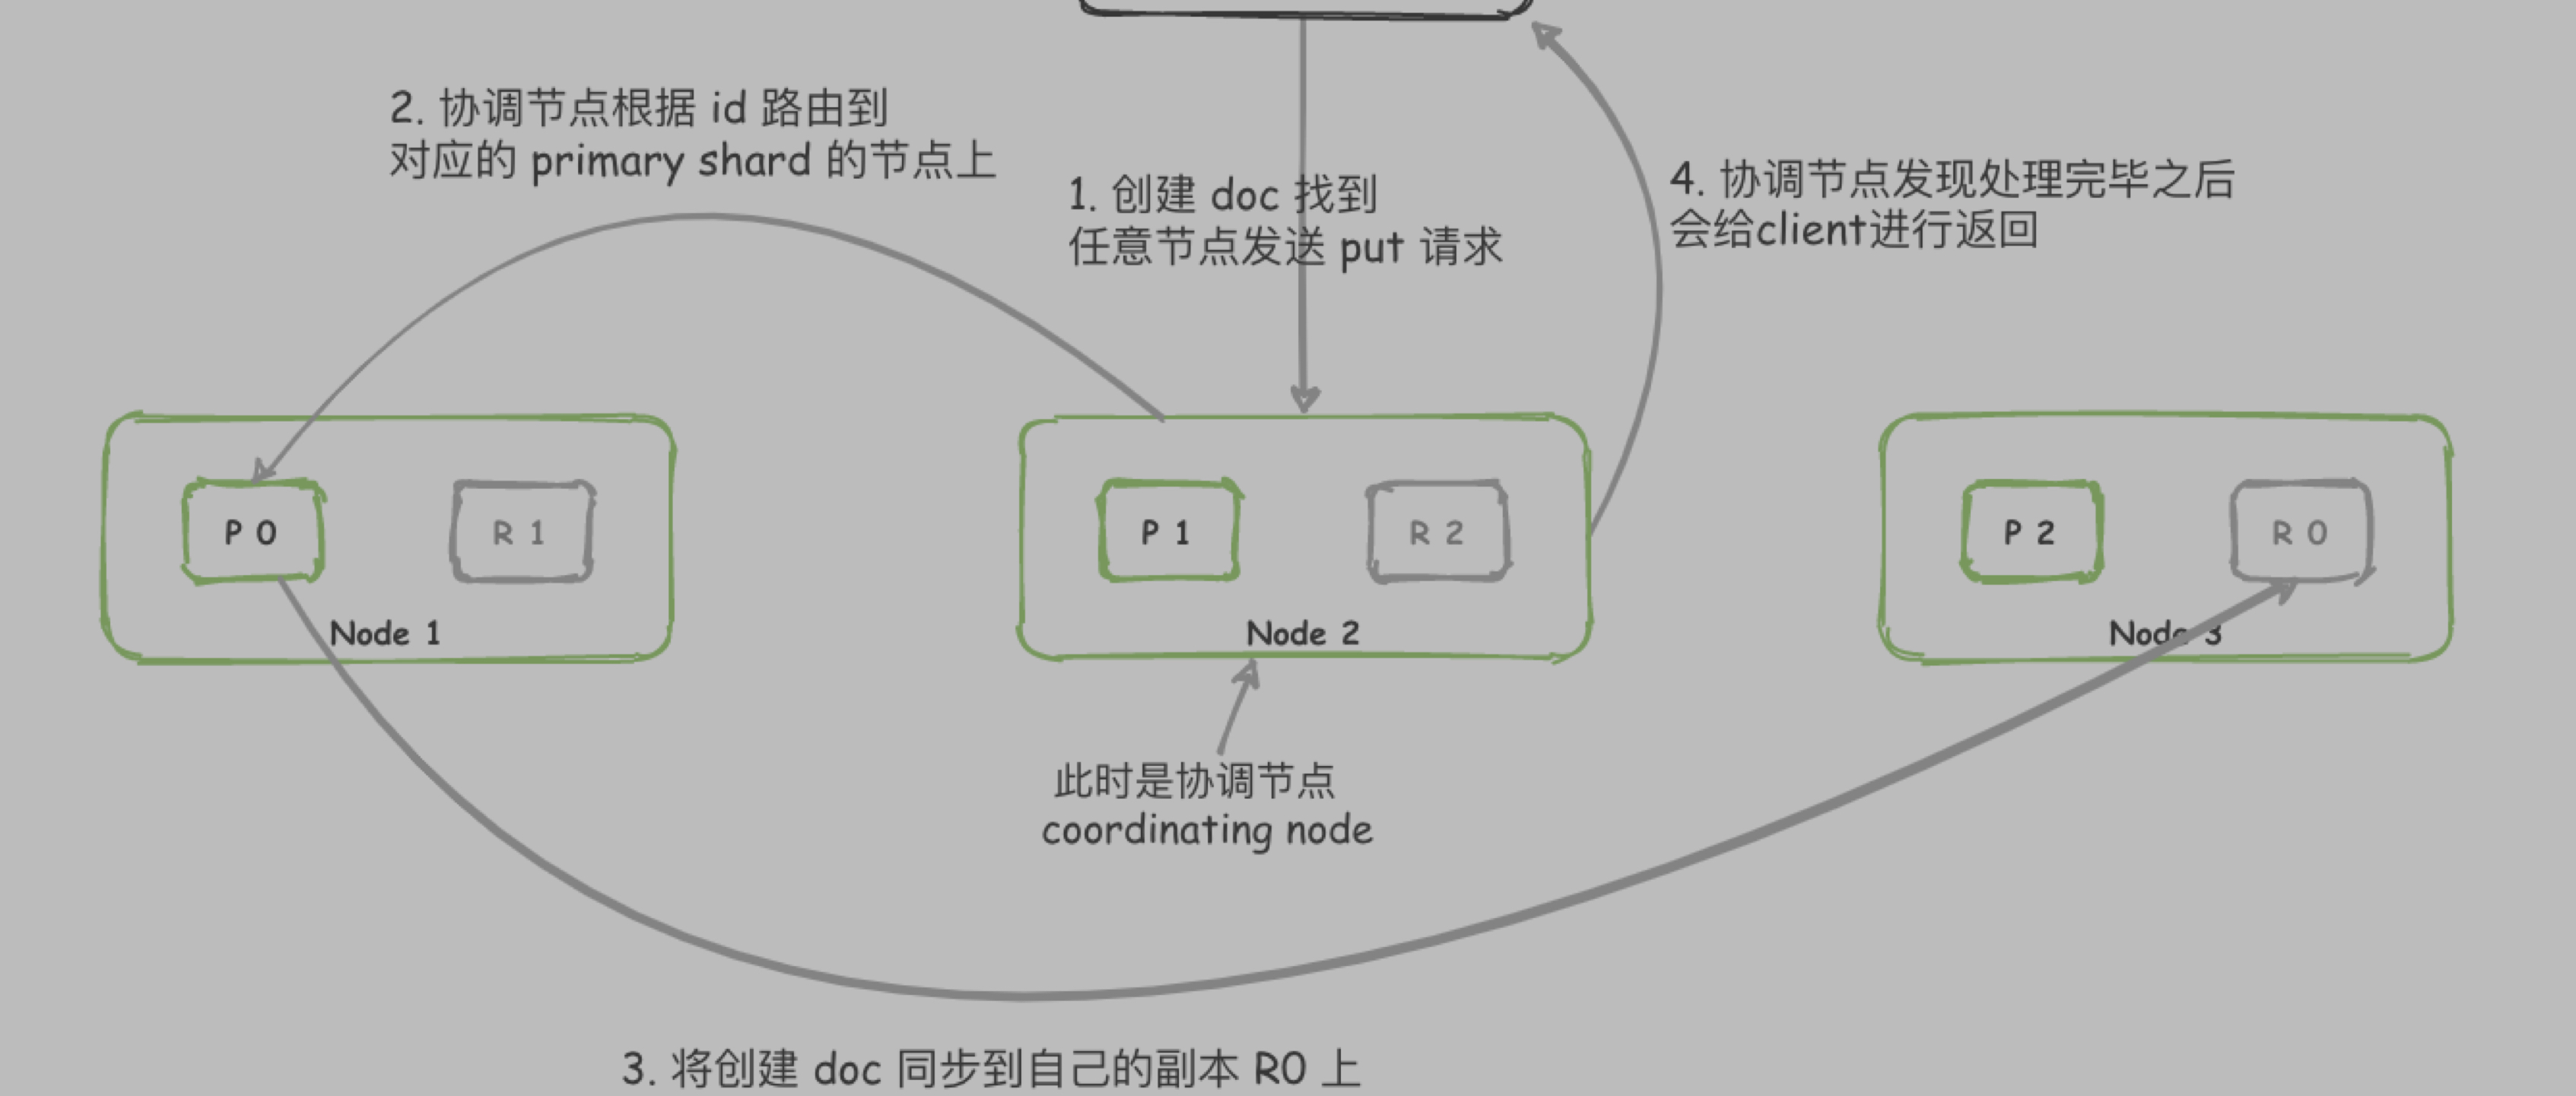 2. 协调节点根据 id 路由到
对应的 primary shard 的节点上
1. 创建 doc 找到
任意节点发送 put 请求
4. 协调节点发现处理完毕之后
会给client进行返回
P 0
R 1
Node 1
P 1
R 2
Node 2
P 2
R 0
Node 3
此时是协调节点
coordinating node
3. 将创建 doc 同步到自己的副本 R0 上